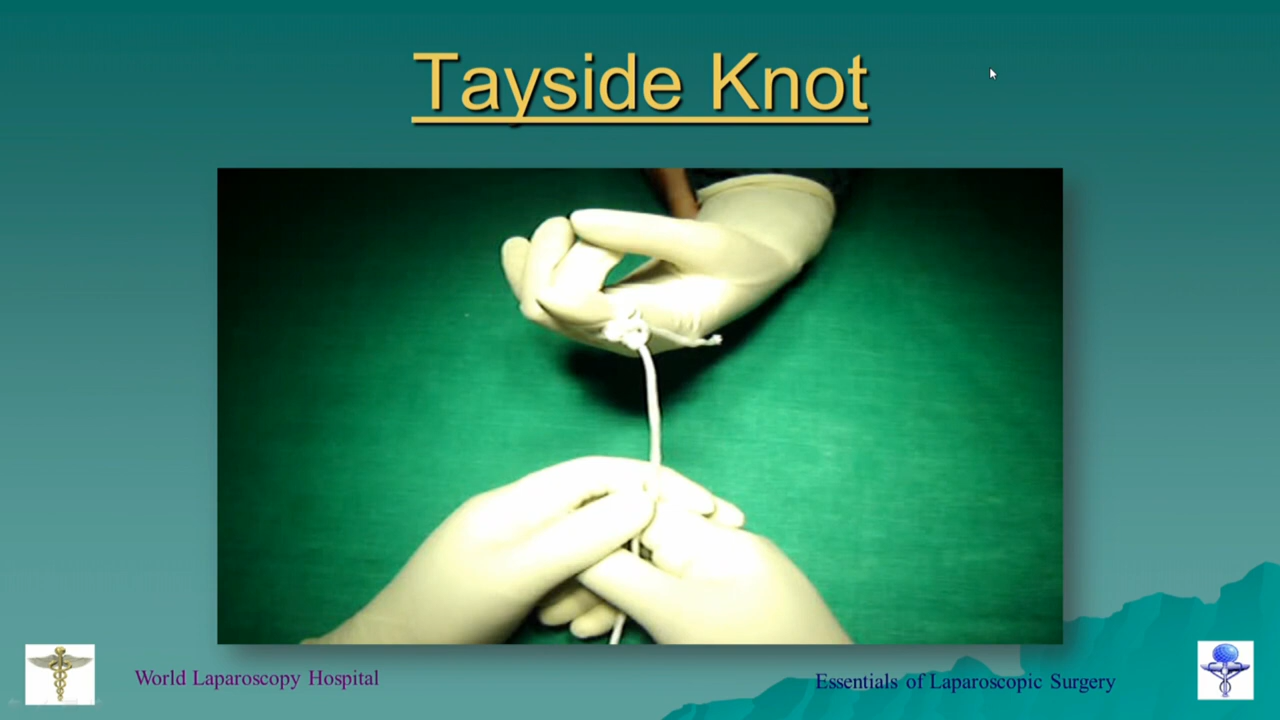 Tayside Knot
World Laparoscopy Hospital
Essentials of Laparoscopic Surgery